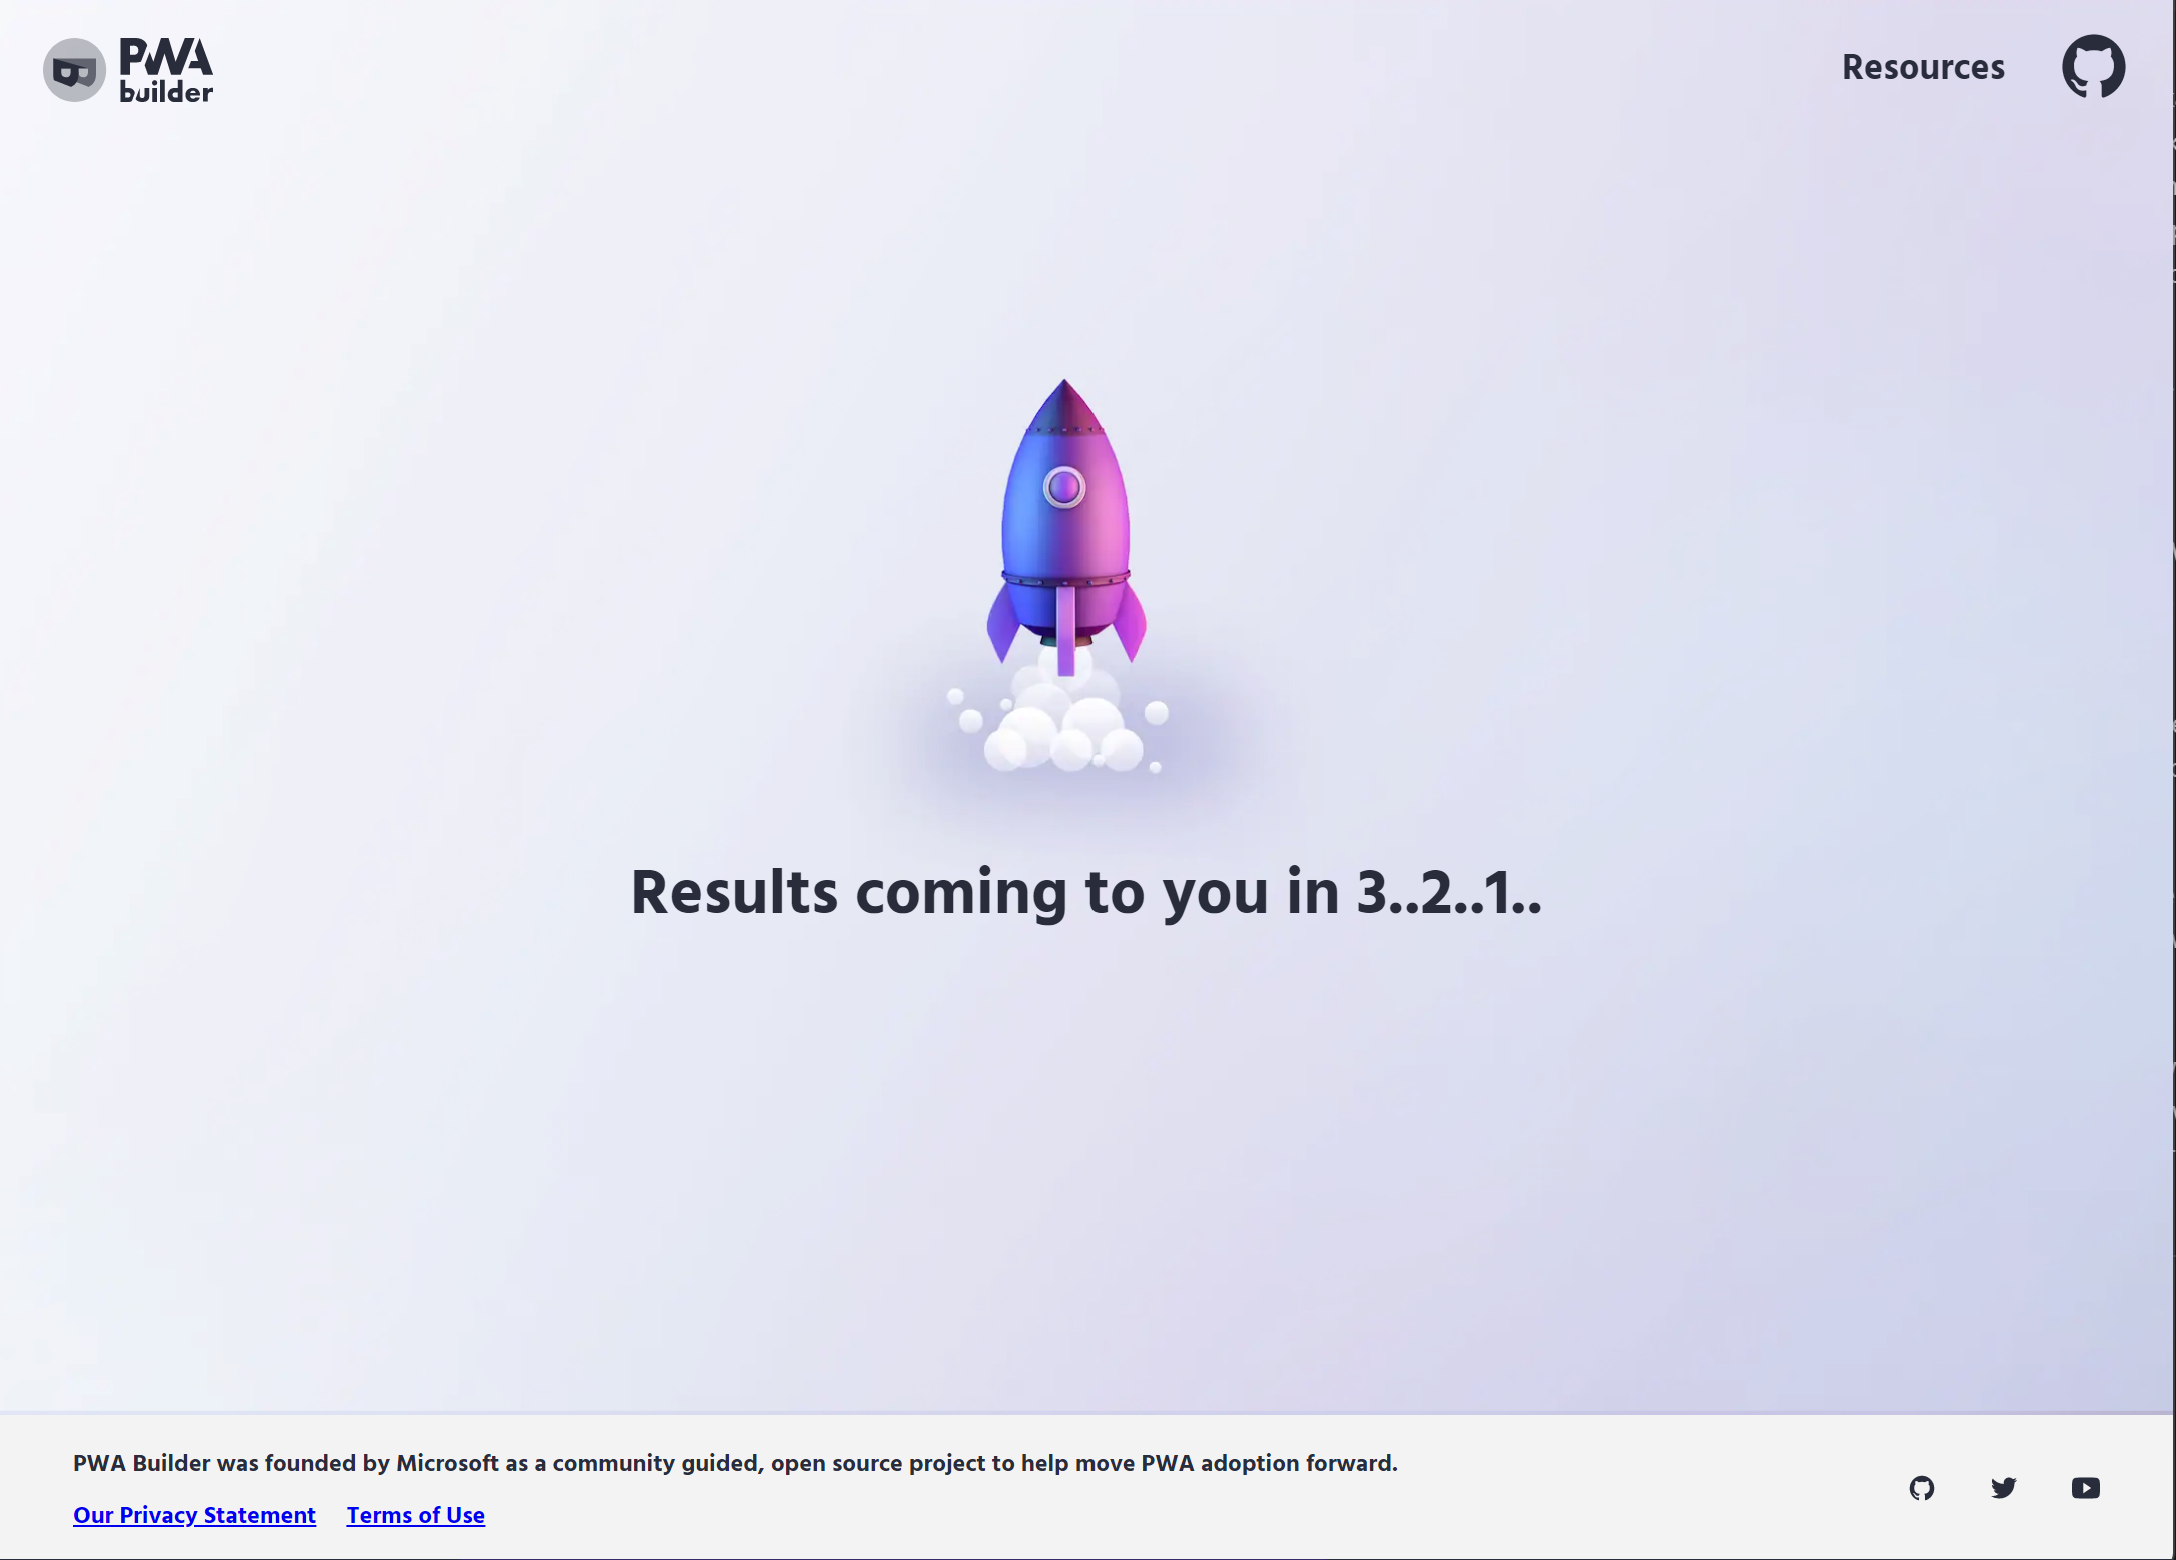 PWA
builder
Resources
Results coming to you in 3..2..1..
PWA Builder was founded by Microsoft as a community guided, open source project to help move PWA adoption forward.
Our Privacy Statement Terms of Use